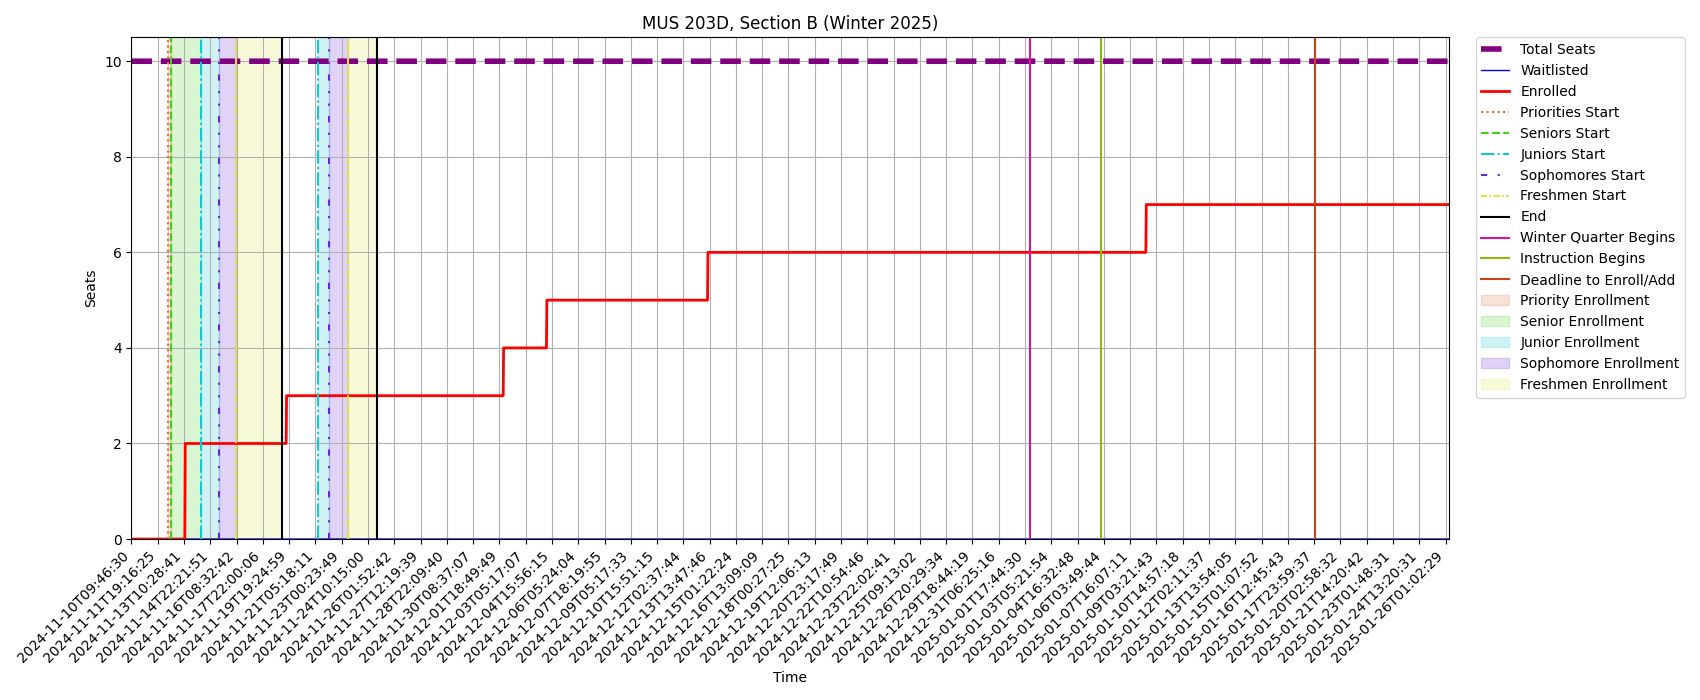 MUS 203D, Section B (Winter 2025)
Seats
10
8
6
4
2
0
2024-11-10T09:46:30
2024-11-11T19:16:25
2024-11-13T10:28:41
2024-11-14T22:21:51
2024-11-16T08:32:42
2024-11-17T22:00:06
2024-11-19T19:24:59
2024-11-21T05:18:11
2024-11-23T00:23:49
2024-11-24T10:15:00
2024-11-26T01:52:42
2024-11-27T12:19:39
2024-11-28T22:09:40
2024-11-30T08:37:07
2024-12-01T18:49:49
2024-12-03T05:17:07
2024-12-04T15:56:15
2024-12-06T05:24:04
2024-12-07T18:19:55
2024-12-09T05:17:33
2024-12-10T15:51:15
2024-12-12T02:37:44
2024-12-13T13:47:46
2024-12-15T01:22:24
2024-12-16T13:09:09
2024-12-18T00:27:25
2024-12-19T12:06:13
2024-12-20T23:17:49
2024-12-22T10:54:46
2024-12-23T22:02:41
2024-12-25T09:13:02
2024-12-26T20:29:34
2024-12-29T18:44:19
2024-12-31T06:25:16
2025-01-01T17:44:30
2025-01-03T05:21:54
2025-01-04T16:32:48
2025-01-06T03:49:44
2025-01-07T16:07:11
2025-01-09T03:21:43
2025-01-10T14:57:18
2025-01-12T02:11:37
2025-01-13T13:54:05
2025-01-15T01:07:52
2025-01-16T12:45:43
2025-01-17T23:59:37
2025-01-20T02:58:32
2025-01-21T14:20:42
2025-01-23T01:48:31
2025-01-24T13:20:31
2025-01-26T01:02:29
Time
Total Seats
Waitlisted
Enrolled
Priorities Start
Seniors Start
Juniors Start
Sophomores Start
Freshmen Start
End
Winter Quarter Begins
Instruction Begins
Deadline to Enroll/Add
Priority Enrollment
Senior Enrollment
Junior Enrollment
Sophomore Enrollment
Freshmen Enrollment